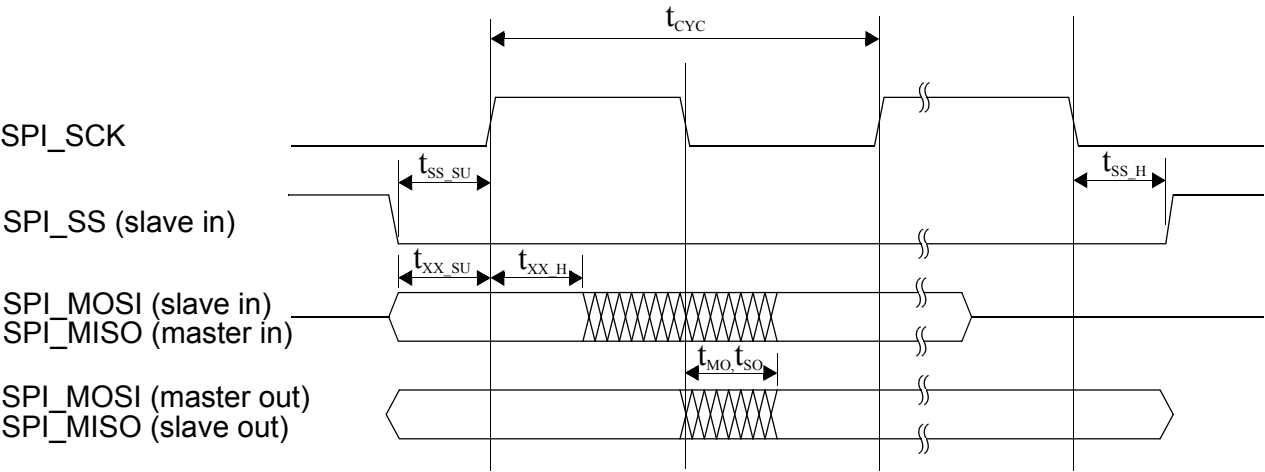 tCYC
SPI_SCK
tSS_SU
tSS_H
SPI_SS (slave in)
tXX_SU
tXX_H
SPI_MOSI (slave in)
SPI_MISO (master in)
tMO,tSO
SPI_MOSI (master out)
SPI_MISO (slave out)